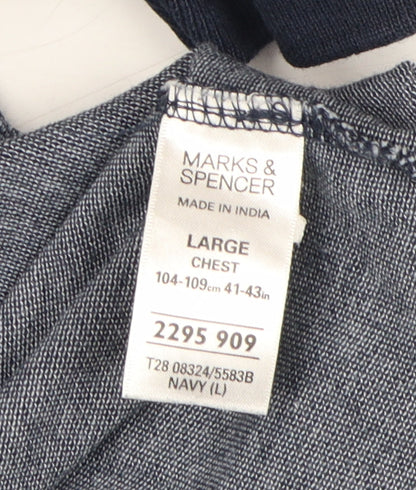 MARKS &
SPENCER
MADE IN INDIA
LARGE
CHEST
104-109cm 41-43in
2295 909
T28 08324/5583B
NAVY (L)